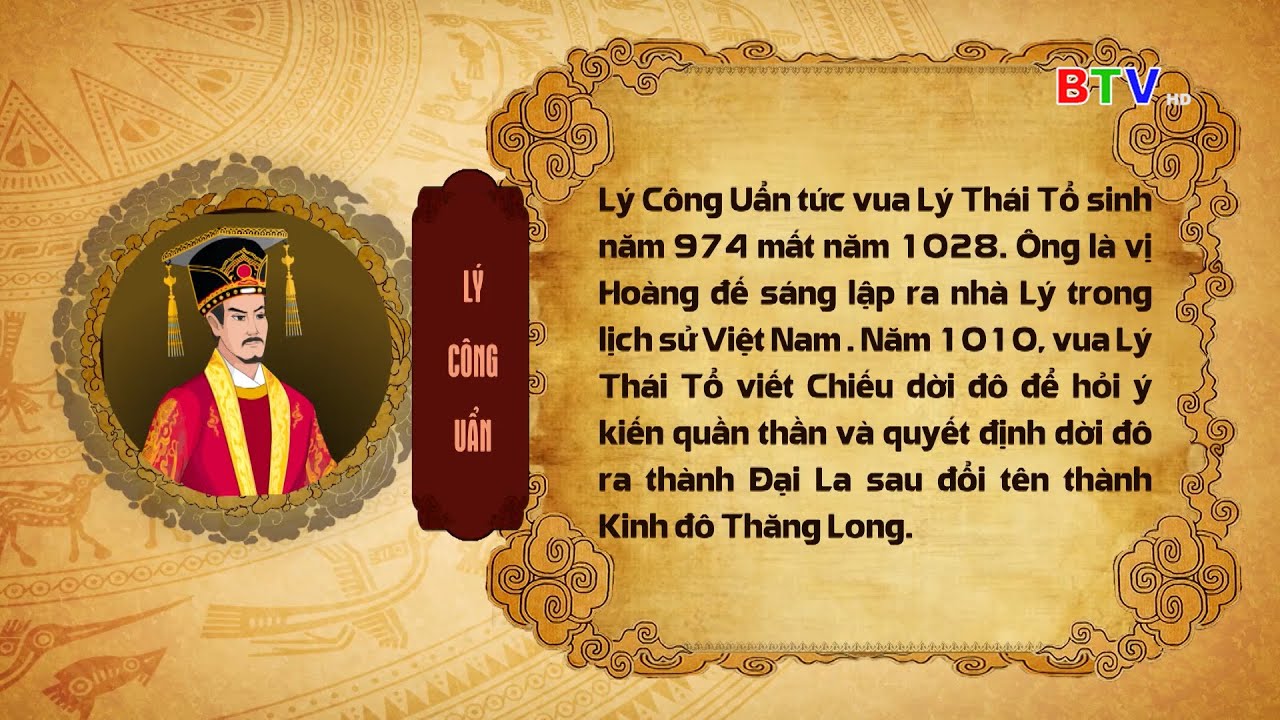 BTV HD
LÝ
CÔNG
UẨN
Lý Công Uẩn tức vua Lý Thái Tổ sinh
năm 974 mất năm 1028. Ông là vị
Hoàng đế sáng lập ra nhà Lý trong
lịch sử Việt Nam . Năm 1010, vua Lý
Thái Tổ viết Chiếu dời đô để hỏi ý
kiến quần thần và quyết định dời đô
ra thành Đại La sau đổi tên thành
Kinh đô Thăng Long.